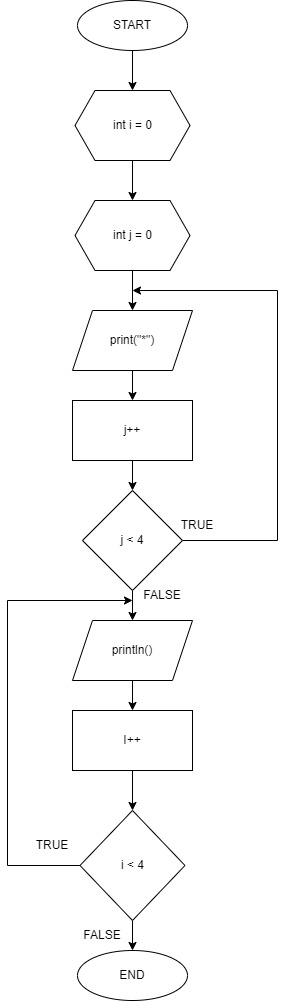 START
int i = 0
int j = 0
print("*")
j++
j < 4
TRUE
FALSE
println()
I++
TRUE
i < 4
FALSE
END